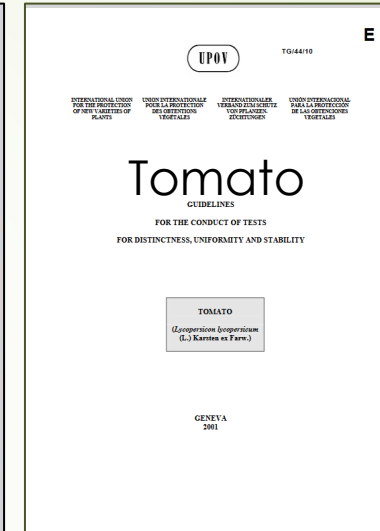 E
UPOV
TG/44/10
INTERNATIONAL UNION
FOR THE PROTECTION
OF NEW VARIETIES OF
PLANTS
UNION INTERNATIONALE
POUR LA PROTECTION
DES OBTENTIONS
VÉGÉTALES
INTERNATIONALER
VERBAND ZUM SCHUTZ
VON PFLANZEN-
ZÜCHTUNGEN
UNIÓN INTERNACIONAL
PARA LA PROTECCIÓN
DE LAS OBTENCIONES
VEGETALES
Tomato
GUIDELINES
FOR THE CONDUCT OF TESTS
FOR DISTINCTNESS, UNIFORMITY AND STABILITY
TOMATO
(Lycopersicon lycopersicum
(L.) Karsten ex Farw.)
GENEVA
2001